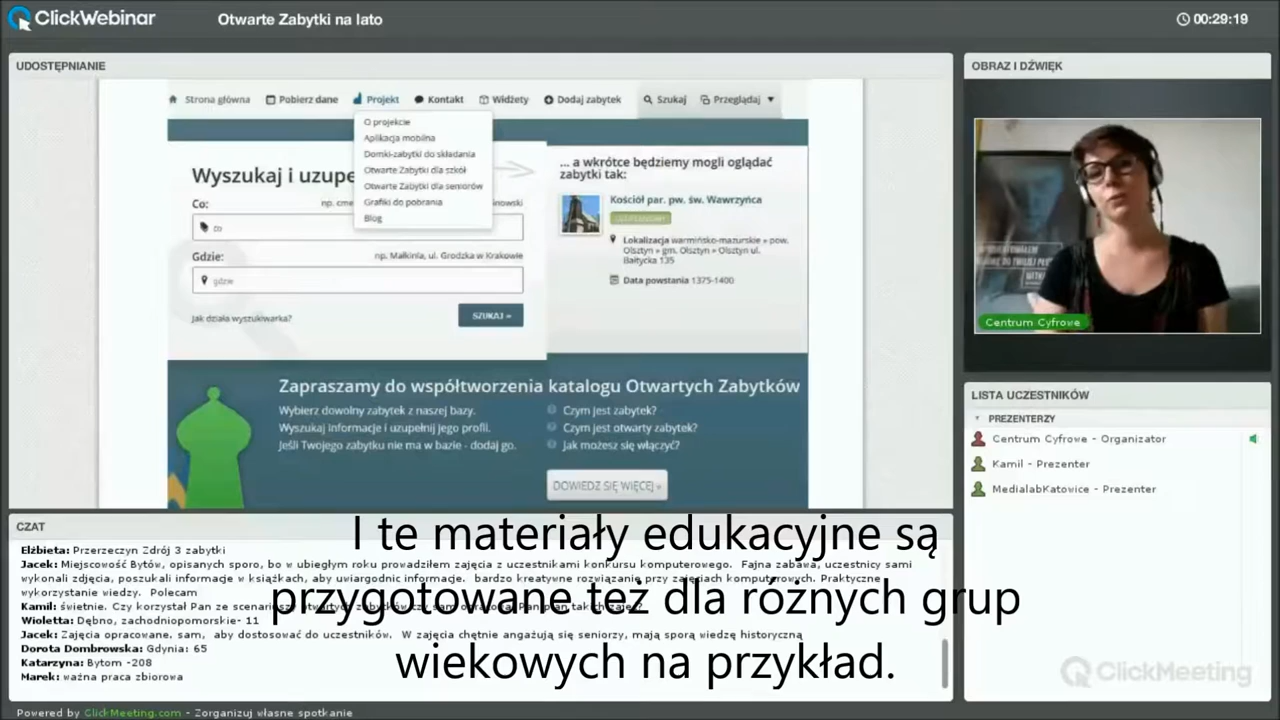 ClickWebinar
Otwarte Zabytki na lato
00:29:19
UDOSTĘPNIANIE
Strona główna Pobierz dane Projekt Kontakt Widżety Dodaj zabytek Szukaj Przeglądaj
O projekcie
Aplikacja mobilna
Domki-zabytki do składania
Otwarte Zabytki dla szkół
Otwarte Zabytki dla seniorów
Grafiki do pobrania
Blog
Wyszukaj i uzupe
Co: np. cme inowski
co
Gdzie: np. Małkinia, ul. Grodzka w Krakowie
gdzie
Jak działa wyszukiwarka?
SZUKAJ »
... a wkrótce będziemy mogli oglądać
zabytki tak:
Kościół par. pw. św. Wawrzyńca
Lokalizacja warmińsko-mazurskie » pow.
Olsztyn » gm. Olsztyn » Olsztyn ul.
Bałtycka 135
Data powstania 1375-1400
Zapraszamy do współtworzenia katalogu Otwartych Zabytków
Wybierz dowolny zabytek z naszej bazy.
Wyszukaj informacje i uzupełnij jego profil.
Jeśli Twojego zabytku nie ma w bazie - dodaj go.
Czym jest zabytek?
Czym jest otwarty zabytek?
Jak możesz się włączyć?
DOWIEDZ SIĘ WIĘCEJ »
OBRAZ I DŹWIĘK
Centrum Cyfrowe
LISTA UCZESTNIKÓW
PREZENTERZY
Centrum Cyfrowe - Organizator
Kamil - Prezenter
MedialabKatowice - Prezenter
CZAT
Elżbieta: Przerzeczyn Zdrój 3 zabytki
Jacek: Miejscowość Bytów, opisanych sporo, bo w ubiegłym roku prowadziłem zajęcia z uczestnikami konkursu komputerowego. Fajna zabawa, uczestnicy sami
wykonali zdjęcia, poszukali informacje w książkach, aby uwiarygodnic informacje. bardzo kreatywne rozwiązanie przy zajęciach komputerowych. Praktyczne
wykorzystanie wiedzy. Polecam
Kamil: świetnie. Czy korzystał Pan ze scenariuszy
Wioletta: Dębno, zachodniopomorskie- 11
Jacek: Zajęcia opracowane, sam, aby dostosować do uczestników. W zajęcia chętnie angażują się seniorzy, mają sporą wiedzę historyczną
Dorota Dombrowska: Gdynia: 65
Katarzyna: Bytom -208
Marek: ważna praca zbiorowa
I te materiały edukacyjne są
przygotowane też dla różnych grup
wiekowych na przykład.
ClickMeeting
Powered by ClickMeeting.com - Zorganizuj własne spotkanie